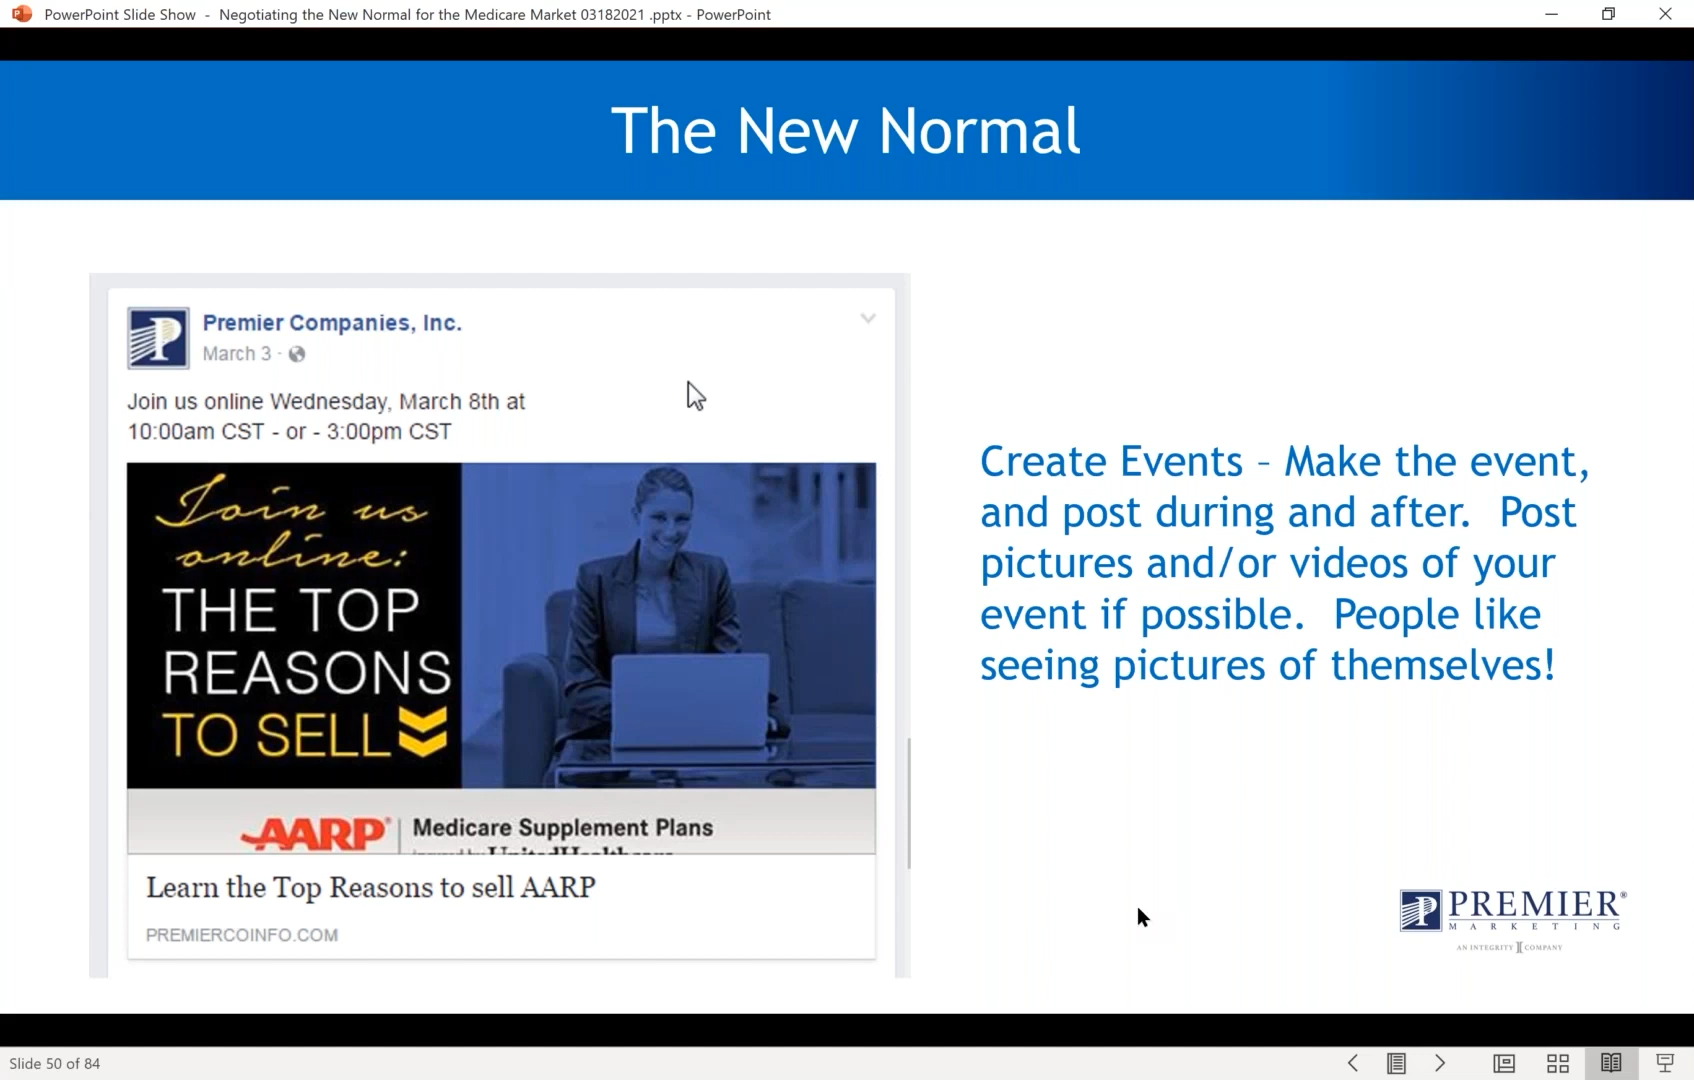 PowerPoint Slide Show - Negotiating the New Normal for the Medicare Market 03182021 .pptx - PowerPoint
The New Normal
Premier Companies, Inc.
March 3 ·
Join us online Wednesday, March 8th at
10:00am CST - or - 3:00pm CST
Join us
online:
THE TOP
REASONS
TO SELL
AARP® | Medicare Supplement Plans
Learn the Top Reasons to sell AARP
PREMIERCOINFO.COM
Create Events – Make the event,
and post during and after.  Post
pictures and/or videos of your
event if possible.  People like
seeing pictures of themselves!
PREMIER®
MARKETING
AN INTEGRITY COMPANY
Slide 50 of 84